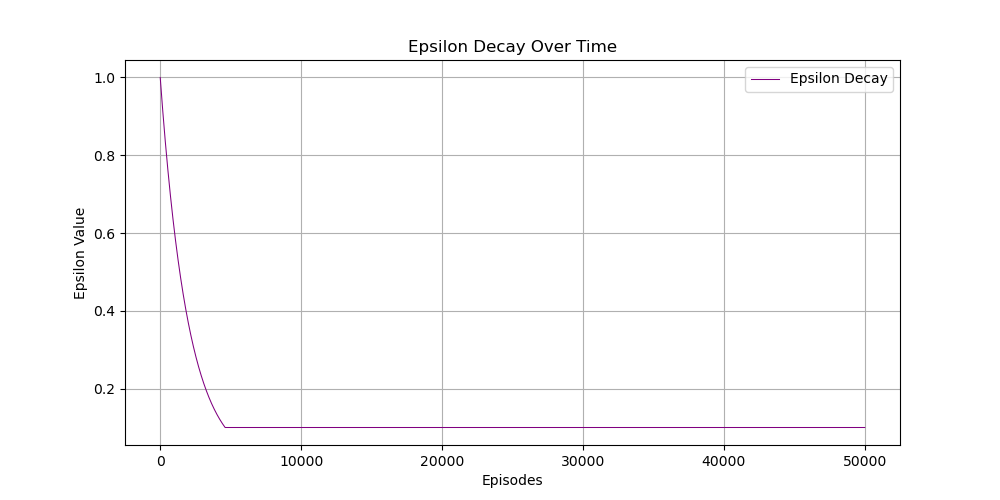 Epsilon Decay Over Time
Epsilon Decay
1.0
0.8
0.6
0.4
0.2
Epsilon Value
0 10000 20000 30000 40000 50000
Episodes